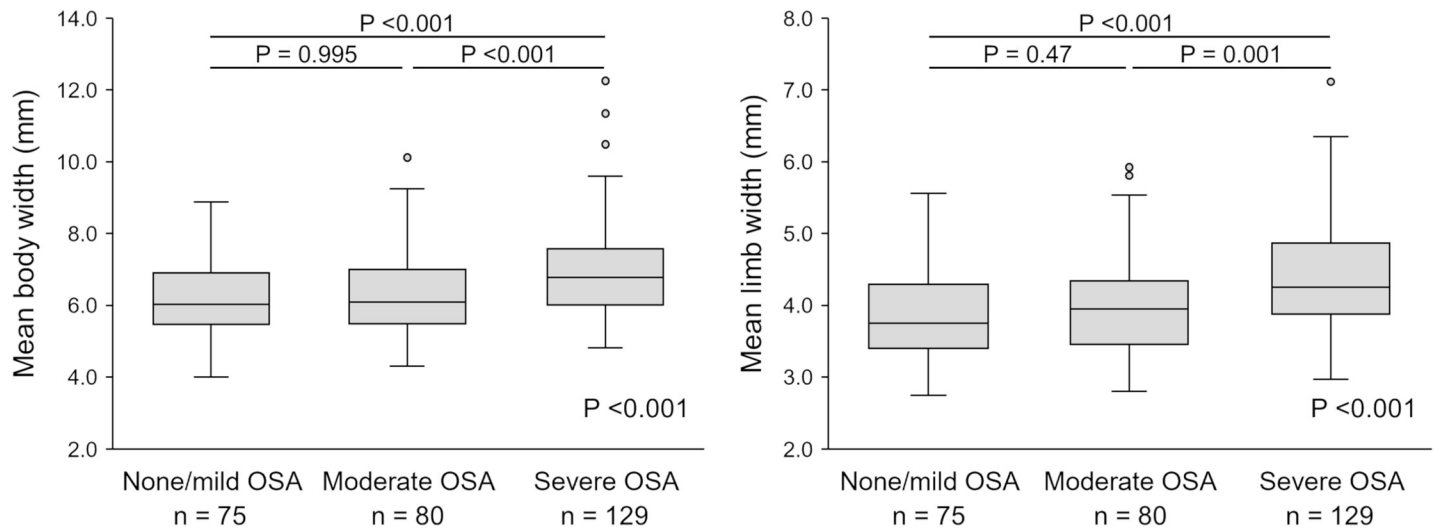 P <0.001
P = 0.995 P <0.001
Mean body width (mm)
14.0
12.0
10.0
8.0
6.0
4.0
2.0
P <0.001
None/mild OSA Moderate OSA Severe OSA
n = 75 n = 80 n = 129
P <0.001
P = 0.47 P = 0.001
Mean limb width (mm)
8.0
7.0
6.0
5.0
4.0
3.0
2.0
P <0.001
None/mild OSA Moderate OSA Severe OSA
n = 75 n = 80 n = 129